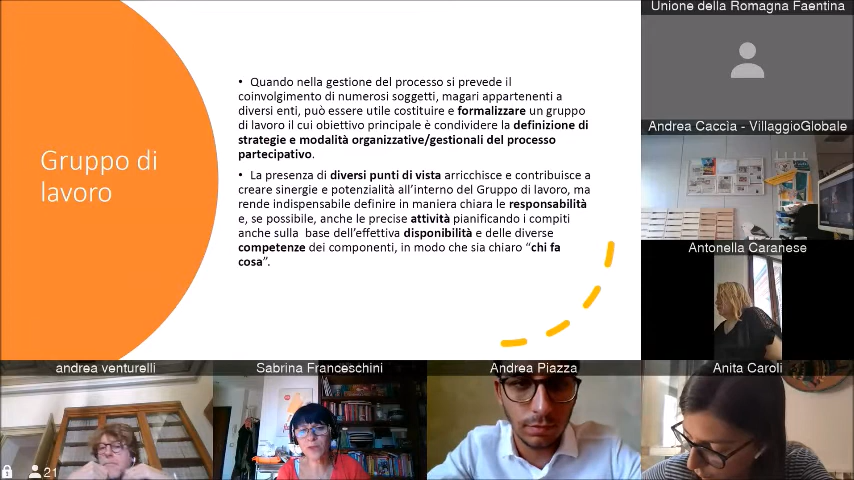 Unione della Romagna Faentina
Andrea Caccia - VillaggioGlobale
Antonella Caranese
andrea venturelli
Sabrina Franceschini
Andrea Piazza
Anita Caroli
21
Gruppo di
lavoro
• Quando nella gestione del processo si prevede il
coinvolgimento di numerosi soggetti, magari appartenenti a
diversi enti, può essere utile costituire e formalizzare un gruppo
di lavoro il cui obiettivo principale è condividere la definizione di
strategie e modalità organizzative/gestionali del processo
partecipativo.
• La presenza di diversi punti di vista arricchisce e contribuisce a
creare sinergie e potenzialità all'interno del Gruppo di lavoro, ma
rende indispensabile definire in maniera chiara le responsabilità
e, se possibile, anche le precise attività pianificando i compiti
anche sulla  base dell'effettiva disponibilità e delle diverse
competenze dei componenti, in modo che sia chiaro “chi fa
cosa”.